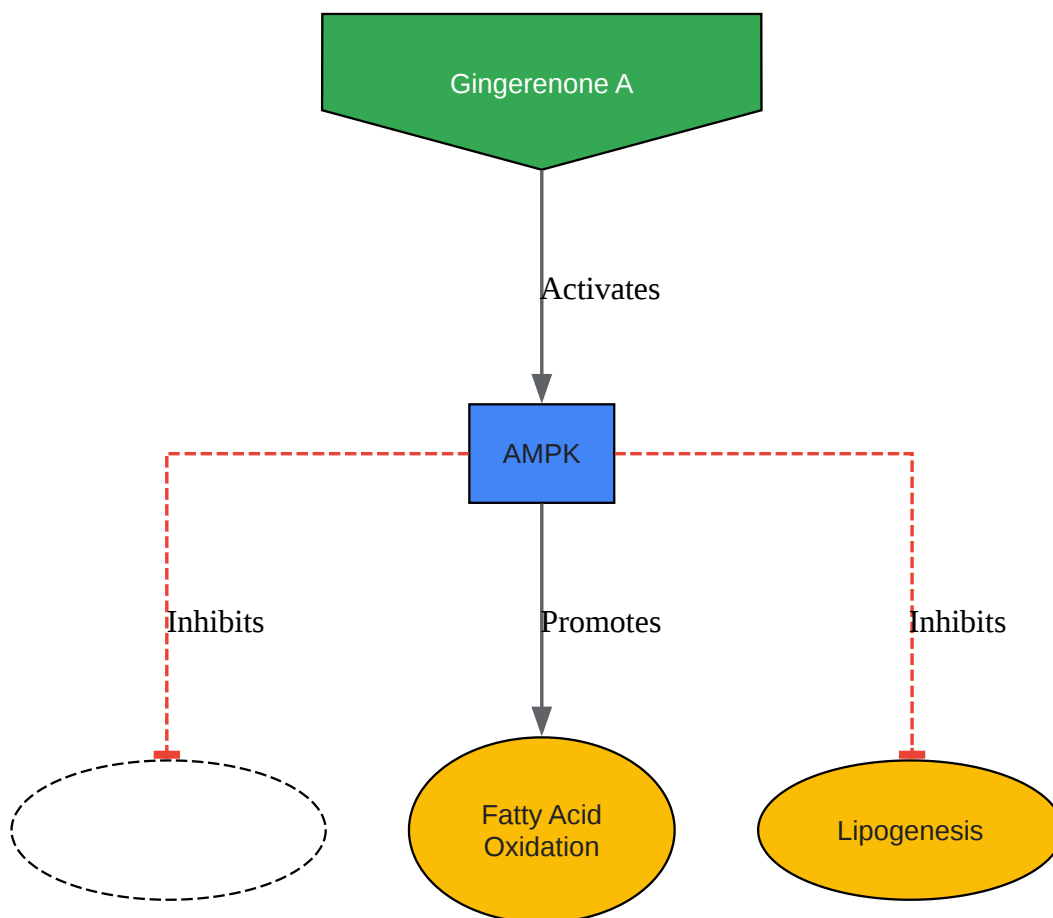 Gingerenone A
Activates
AMPK
Inhibits
Promotes
Inhibits
Fatty Acid
Oxidation
Lipogenesis